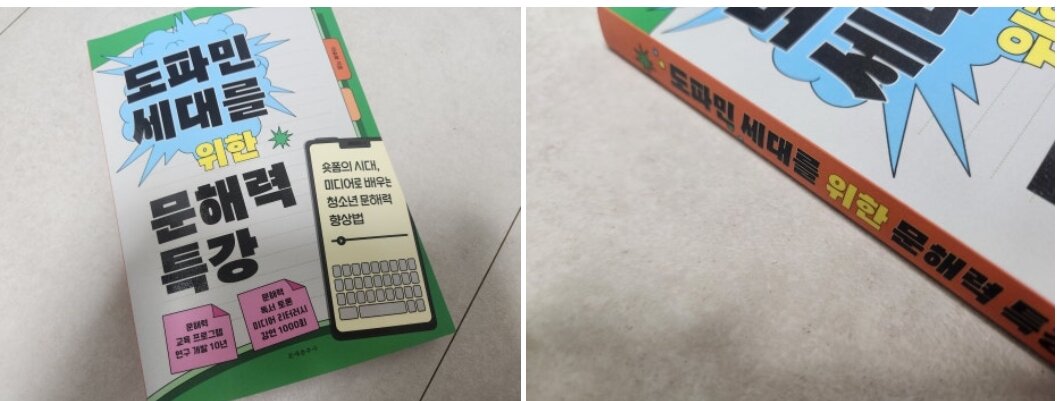 도파민
세대를
위한
문해력
특강
숏폼의 시대,
미디어로 배우는
청소년 문해력
향상법
문해력
교육 프로그램
연구 개발 10년
문해력
독서 토론
미디어 리터러시
강연 1000회
도파민 세대를 위한 문해력 특강